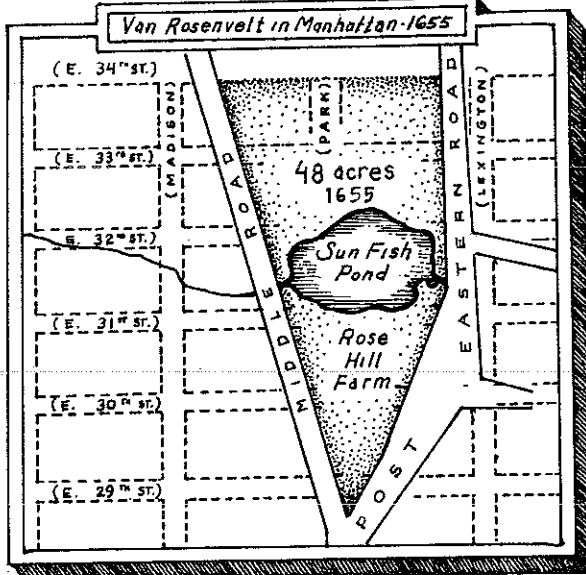 Van Rosenvelt in Manhattan-1655
(E. 34TH ST.)
(MADISON)
(PARK)
(LEXINGTON)
(E. 33RD ST.)
48 acres
1655
MIDDLE ROAD
EASTERN ROAD
(E. 32ND ST.)
Sun Fish
Pond
(E. 31ST ST.)
Rose
Hill
Farm
(E. 30TH ST.)
(E. 29TH ST.)
POST